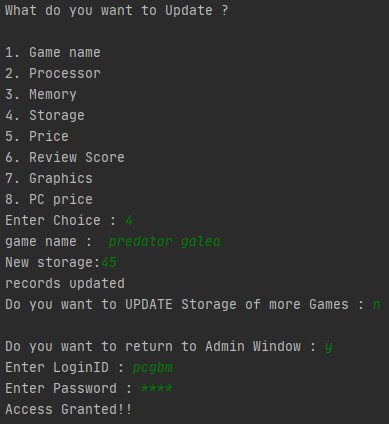 What do you want to Update ?
1. Game name
2. Processor
3. Memory
4. Storage
5. Price
6. Review Score
7. Graphics
8. PC price
Enter Choice : 4
game name :  predator galea
New storage:45
records updated
Do you want to UPDATE Storage of more Games : n
Do you want to return to Admin Window : y
Enter LoginID : pcgbm
Enter Password : ****
Access Granted!!